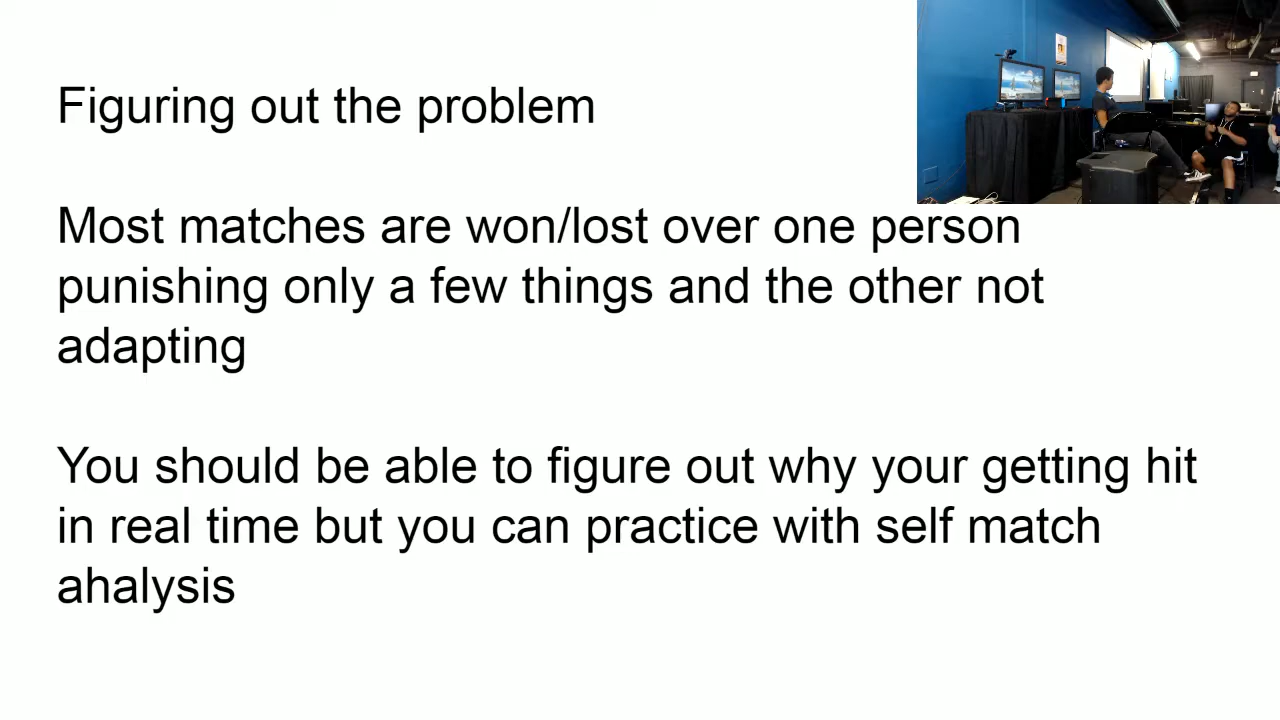 Figuring out the problem
Most matches are won/lost over one person
punishing only a few things and the other not
adapting
You should be able to figure out why your getting hit
in real time but you can practice with self match
ahalysis